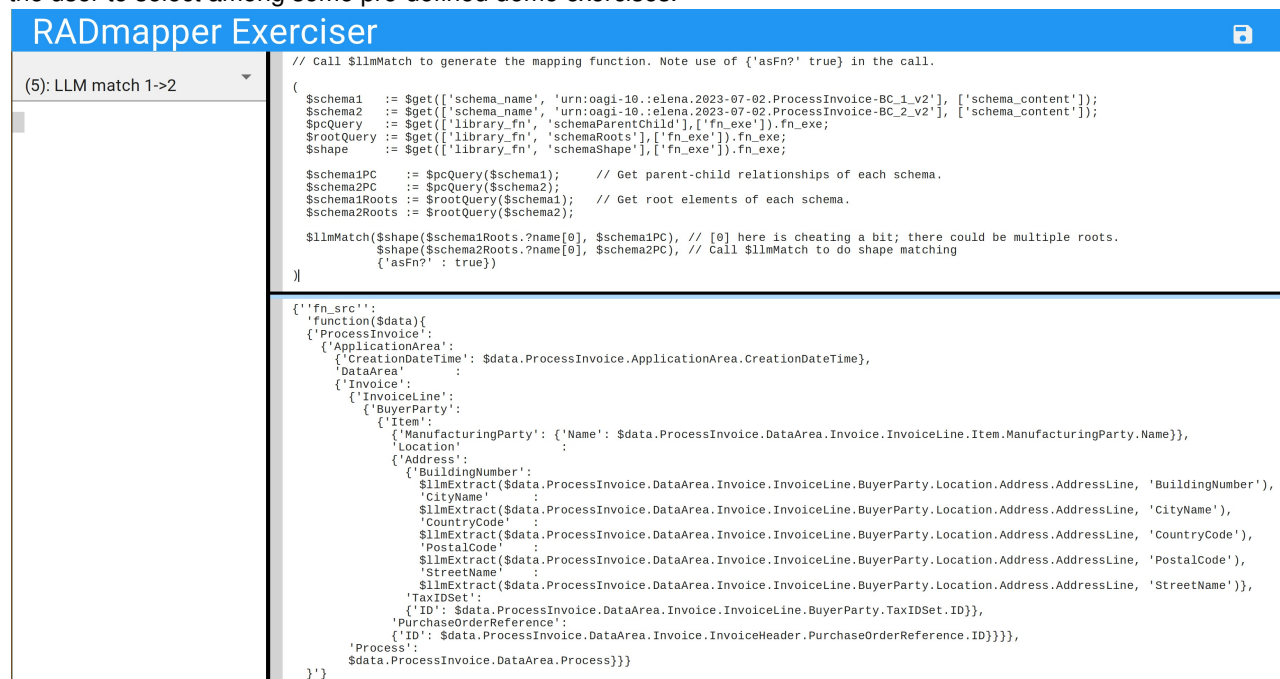 the user to select among some pre-defined demo exercises.
RADmapper Exerciser
(5): LLM match 1->2
// Call $llmMatch to generate the mapping function. Note use of {'asFn?' true} in the call.
(
  $schema1   := $get(['schema_name', 'urn:oagi-10.:elena.2023-07-02.ProcessInvoice-BC_1_v2'], ['schema_content']);
  $schema2   := $get(['schema_name', 'urn:oagi-10.:elena.2023-07-02.ProcessInvoice-BC_2_v2'], ['schema_content']);
  $pcQuery   := $get(['library_fn', 'schemaParentChild'],['fn_exe']).fn_exe;
  $rootQuery := $get(['library_fn', 'schemaRoots'],['fn_exe']).fn_exe;
  $shape     := $get(['library_fn', 'schemaShape'],['fn_exe']).fn_exe;
  $schema1PC    := $pcQuery($schema1);     // Get parent-child relationships of each schema.
  $schema2PC    := $pcQuery($schema2);
  $schema1Roots := $rootQuery($schema1);   // Get root elements of each schema.
  $schema2Roots := $rootQuery($schema2);
  $llmMatch($shape($schema1Roots.?name[0], $schema1PC), // [0] here is cheating a bit; there could be multiple roots.
            $shape($schema2Roots.?name[0], $schema2PC), // Call $llmMatch to do shape matching
            {'asFn?' : true})
)
{''fn_src'':
  'function($data){
  {'ProcessInvoice':
    {'ApplicationArea':
      {'CreationDateTime': $data.ProcessInvoice.ApplicationArea.CreationDateTime},
      'DataArea'       :
      {'Invoice':
        {'InvoiceLine':
          {'BuyerParty':
            {'Item':
              {'ManufacturingParty': {'Name': $data.ProcessInvoice.DataArea.Invoice.InvoiceLine.Item.ManufacturingParty.Name}},
              'Location'              :
              {'Address':
                {'BuildingNumber':
                  $llmExtract($data.ProcessInvoice.DataArea.Invoice.InvoiceLine.BuyerParty.Location.Address.AddressLine, 'BuildingNumber'),
                  'CityName'      :
                  $llmExtract($data.ProcessInvoice.DataArea.Invoice.InvoiceLine.BuyerParty.Location.Address.AddressLine, 'CityName'),
                  'CountryCode'   :
                  $llmExtract($data.ProcessInvoice.DataArea.Invoice.InvoiceLine.BuyerParty.Location.Address.AddressLine, 'CountryCode'),
                  'PostalCode'    :
                  $llmExtract($data.ProcessInvoice.DataArea.Invoice.InvoiceLine.BuyerParty.Location.Address.AddressLine, 'PostalCode'),
                  'StreetName'    :
                  $llmExtract($data.ProcessInvoice.DataArea.Invoice.InvoiceLine.BuyerParty.Location.Address.AddressLine, 'StreetName')},
                'TaxIDSet':
                {'ID': $data.ProcessInvoice.DataArea.Invoice.InvoiceLine.BuyerParty.TaxIDSet.ID}},
              'PurchaseOrderReference':
              {'ID': $data.ProcessInvoice.DataArea.Invoice.InvoiceHeader.PurchaseOrderReference.ID}}}},
        'Process':
        $data.ProcessInvoice.DataArea.Process}}}
  }'}